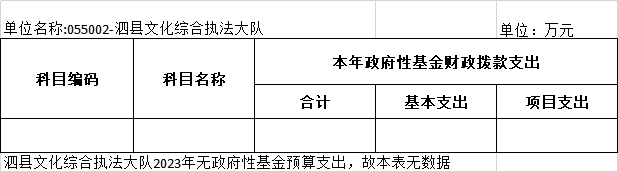 单位名称:055002-泗县文化综合执法大队 单位：万元
本年政府性基金财政拨款支出
科目编码 科目名称
合计 基本支出 项目支出
泗县文化综合执法大队2023年无政府性基金预算支出，故本表无数据